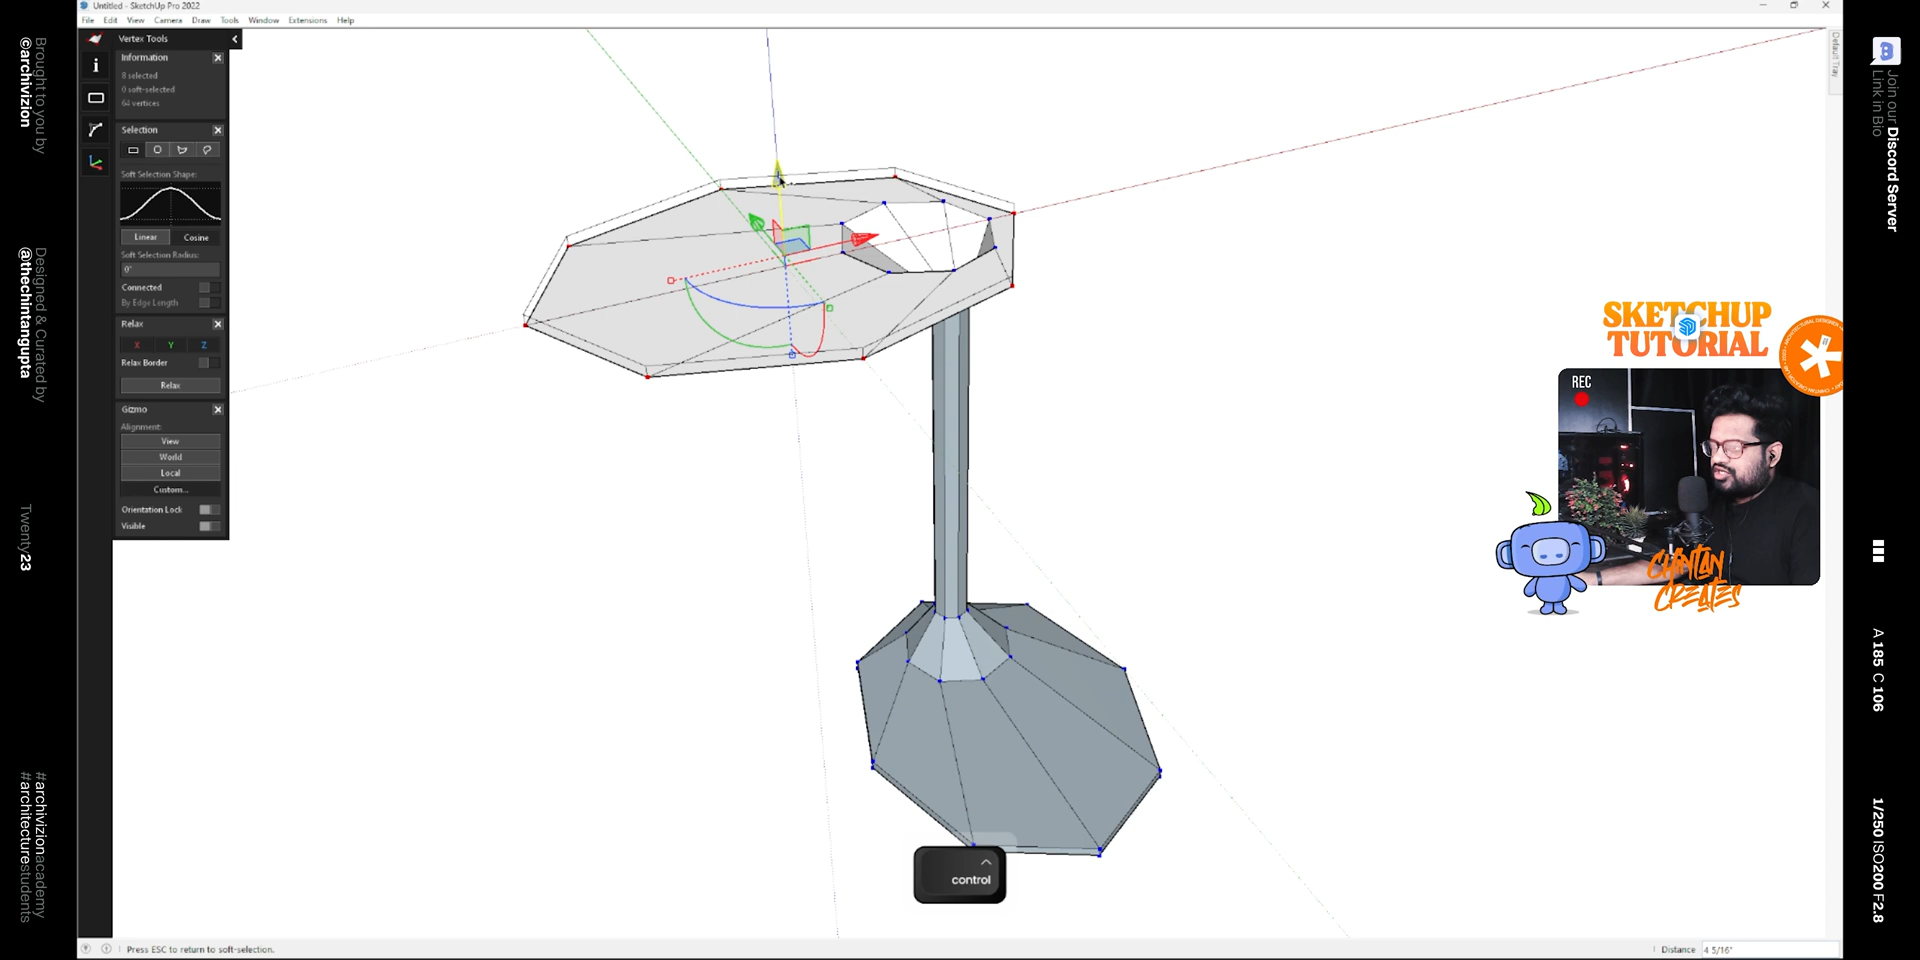 Untitled - SketchUp Pro 2022
File Edit View Camera Draw Tools Window Extensions Help
Vertex Tools
Information
8 selected
0 soft-selected
64 vertices
Selection
Soft Selection Shape:
Linear Cosine
Soft Selection Radius:
0"
Connected
By Edge Length
Relax
X Y Z
Relax Border
Relax
Gizmo
Alignment:
View
World
Local
Custom...
Orientation Lock
Visible
Press ESC to return to soft-selection.
Distance 4 5/16"
Default Tray
control
Brought to you by
@archivizion
Designed & Curated by
@thechintangupta
Twenty23
#archivizionacademy
#architecturestudents
Join our Discord Server
Link in Bio
SKETCHUP
TUTORIAL
REC
CHINTAN
CREATES
A 185 C 106
1/250 ISO200 F2.8